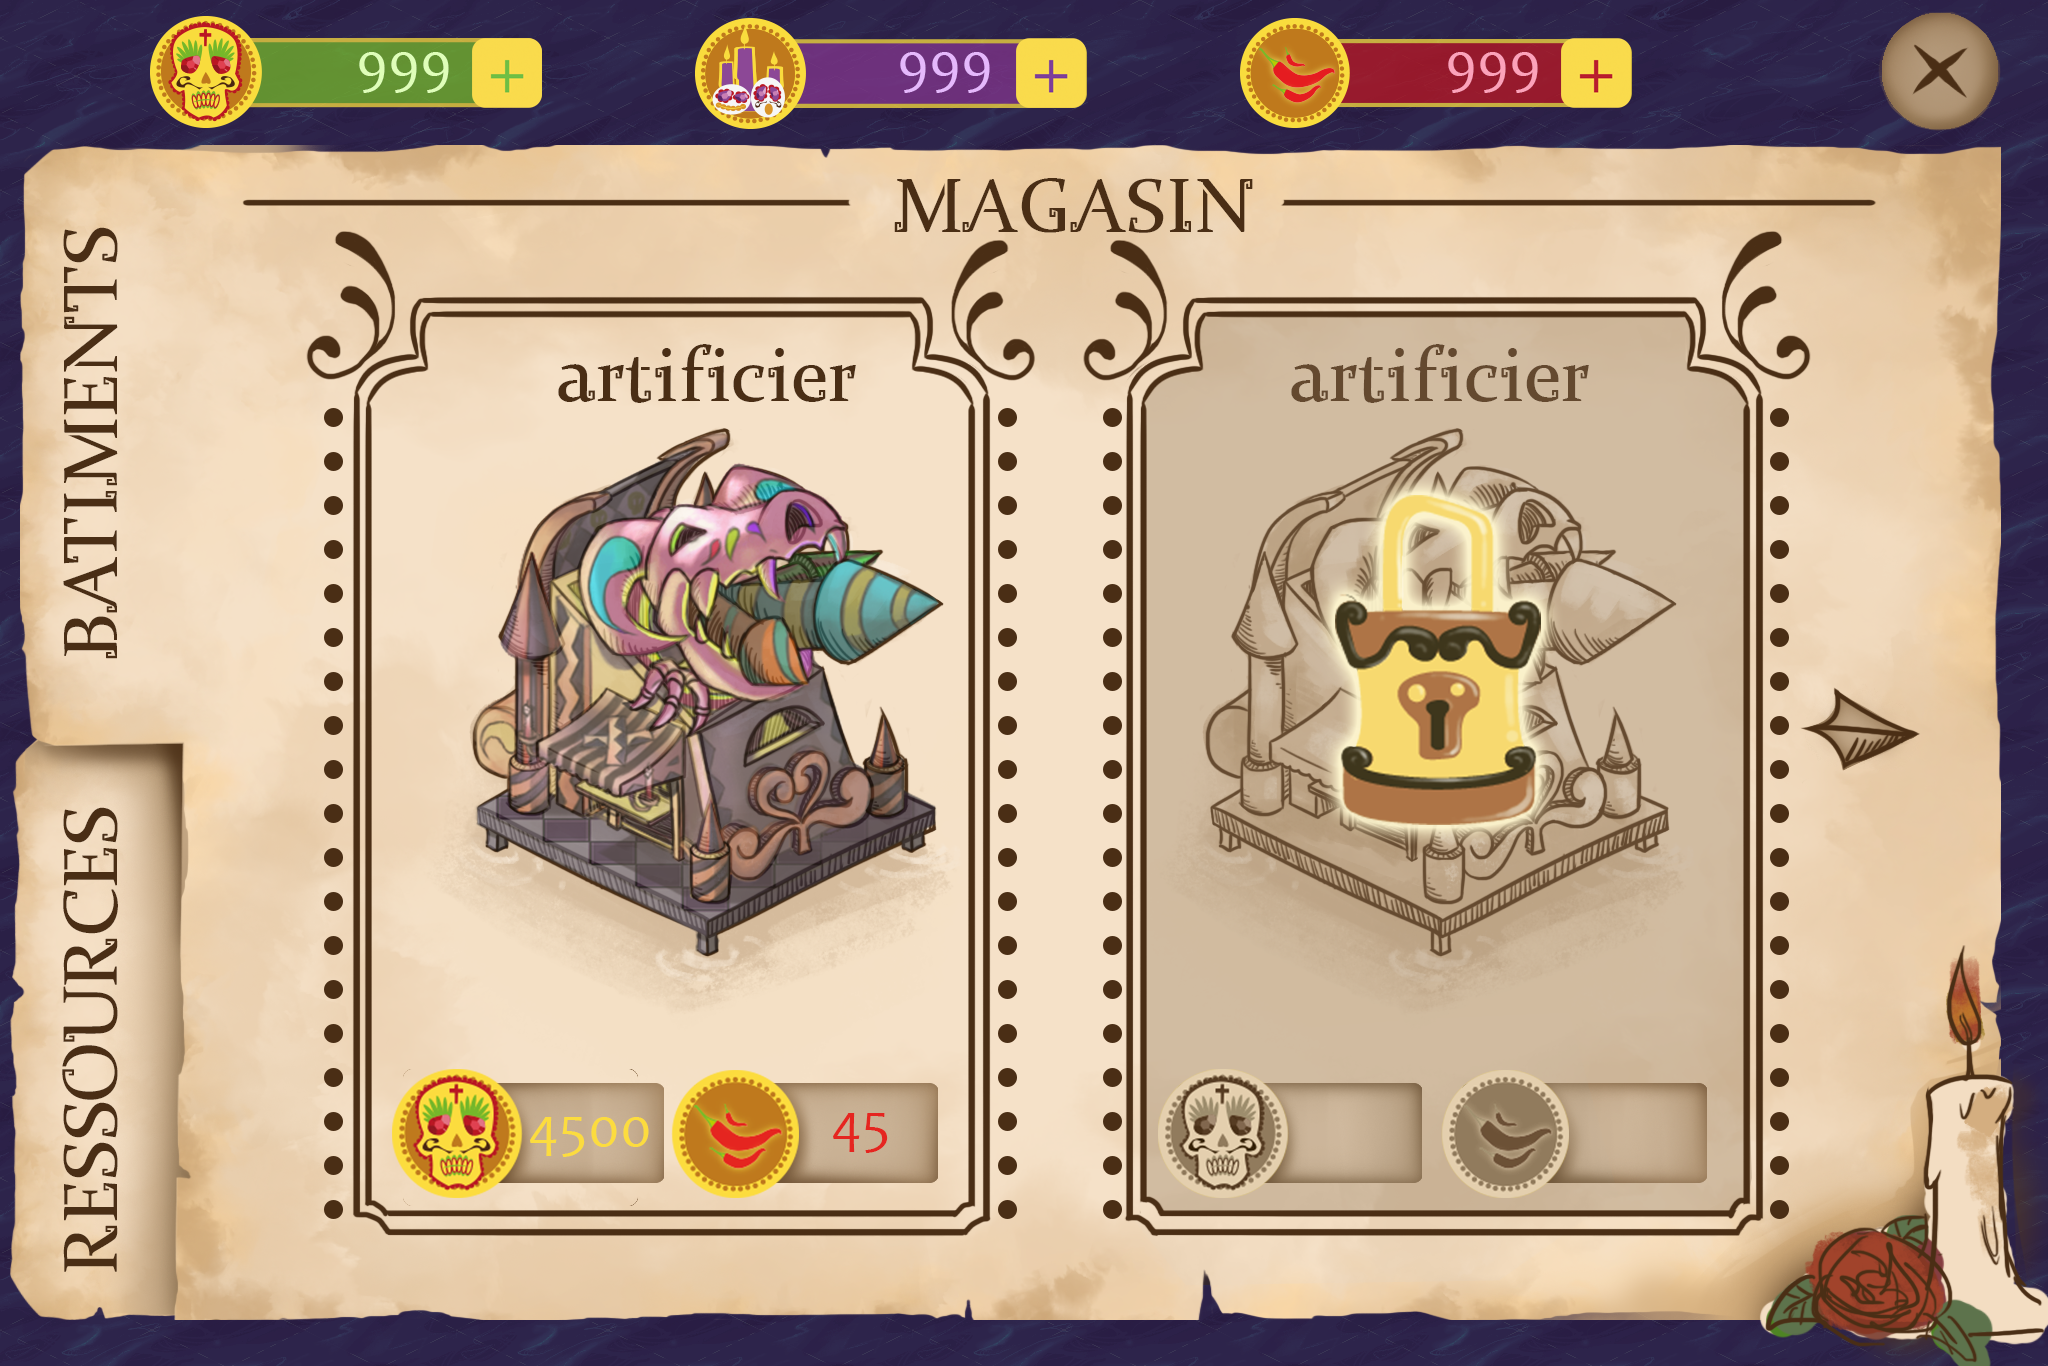 999 +
999 +
999 +
MAGASIN
BATIMENTS
RESSOURCES
artificier
4500
45
artificier